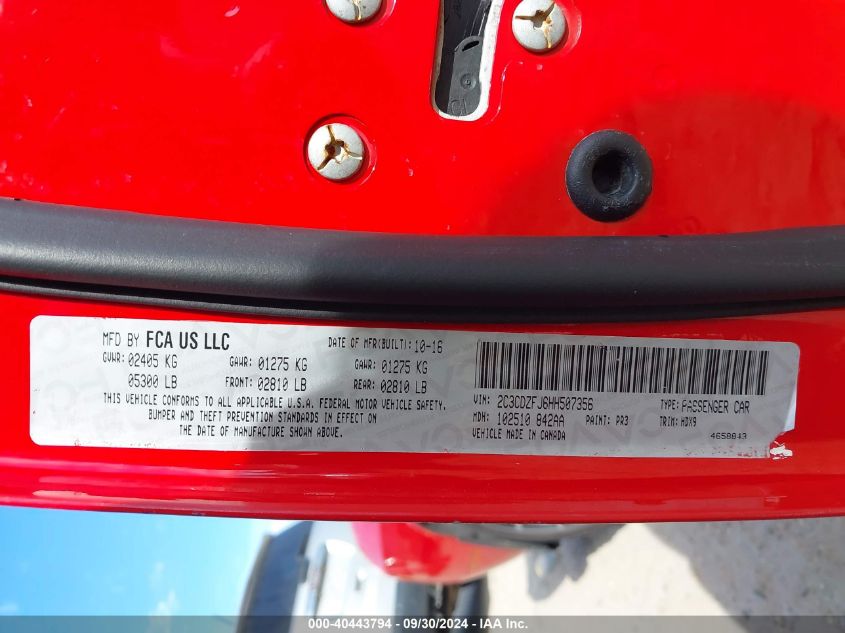 CA
MFD BY FCA US LLC
DATE OF MFR(BUILT): 10-16
GVWR: 02405 KG
GAWR: 01275 KG
GAWR: 01275 KG
05300 LB
FRONT: 02810 LB
REAR: 02810 LB
THIS VEHICLE CONFORMS TO ALL APPLICABLE U.S.A. FEDERAL MOTOR VEHICLE SAFETY.
BUMPER AND THEFT PREVENTION STANDARDS IN EFFECT ON
THE DATE OF MANUFACTURE SHOWN ABOVE.
VIN: 2C3CDZFJ6HH507356
TYPE: PASSENGER CAR
MDH: 102510 842AA
PAINT: PR3
TRIM: HDX9
VEHICLE MADE IN CANADA
4658843
000-40443794 - 09/30/2024 - IAA Inc.